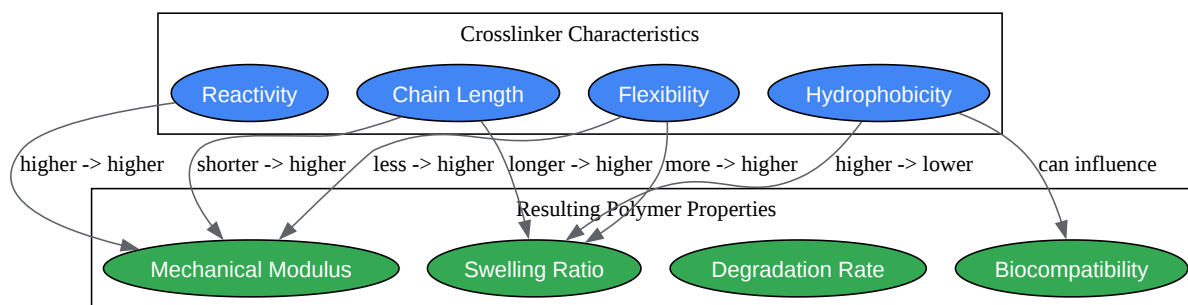 Crosslinker Characteristics
Reactivity
Chain Length
Flexibility
Hydrophobicity
higher -> higher
shorter -> higher
less -> higher
longer -> higher
more -> higher
higher -> lower
can influence
Resulting Polymer Properties
Mechanical Modulus
Swelling Ratio
Degradation Rate
Biocompatibility